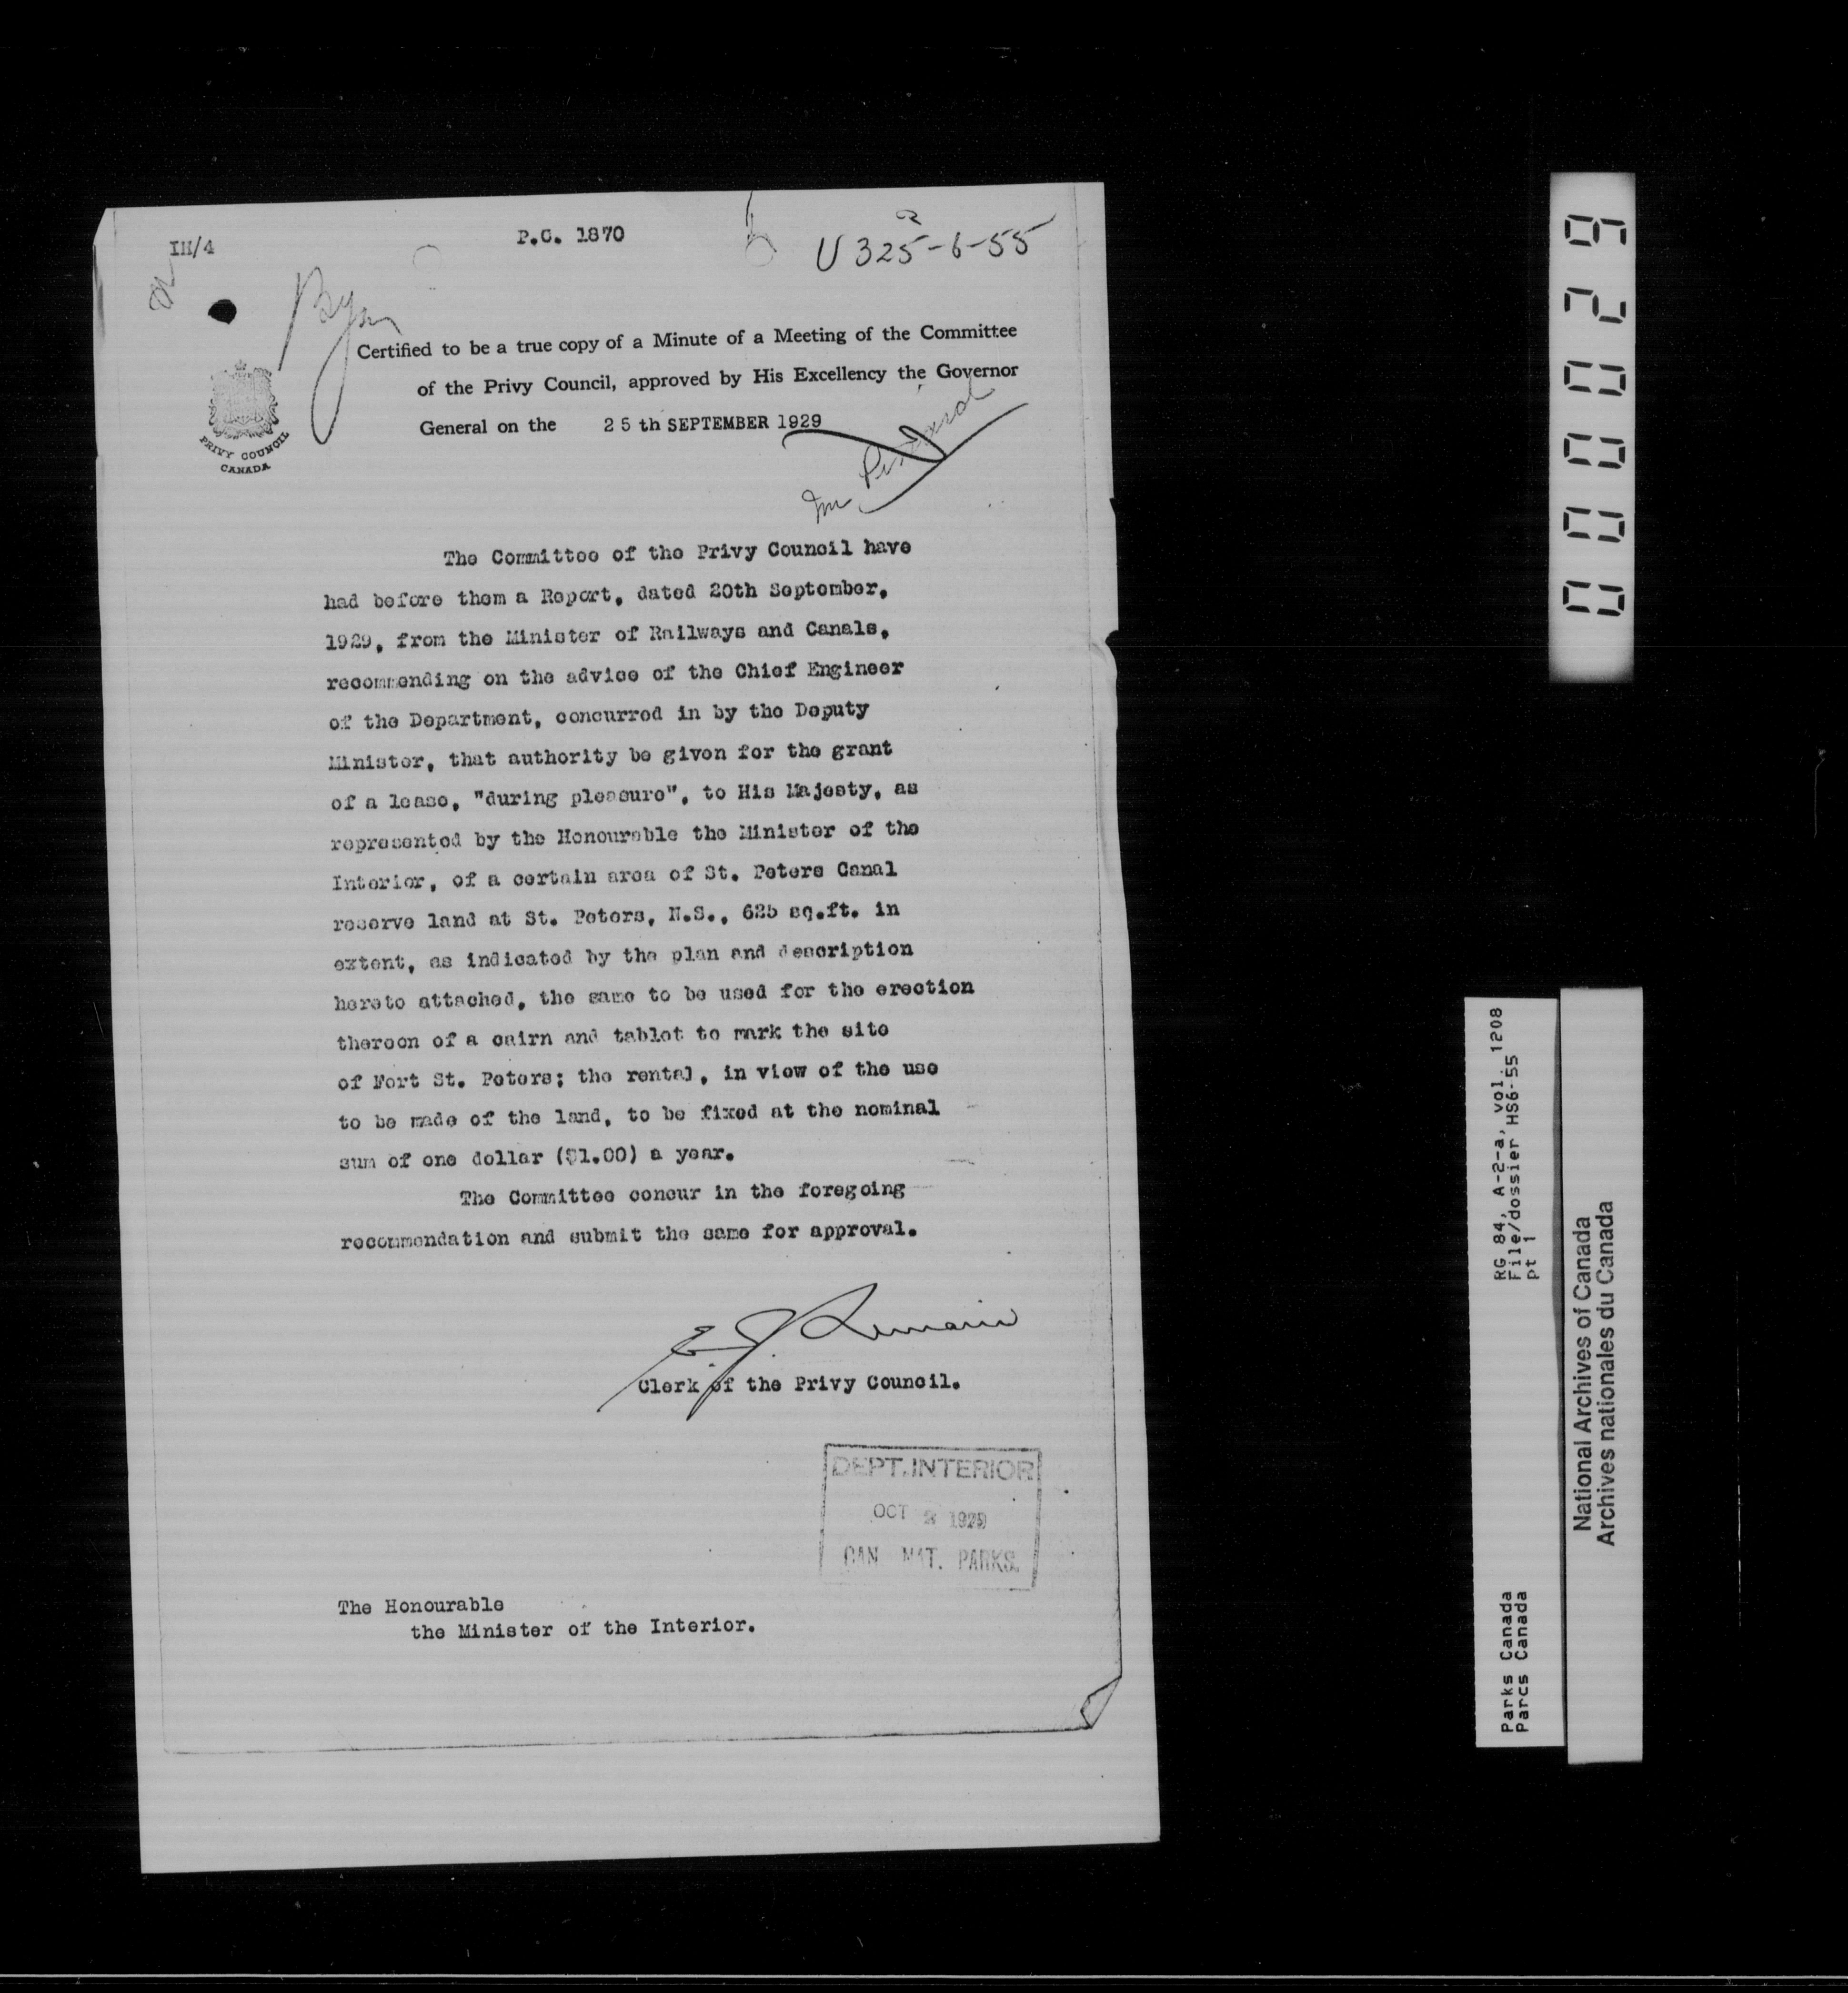 IH/4
P.C. 1870
U 325-6-55
PRIVY COUNCIL
CANADA
Certified to be a true copy of a Minute of a Meeting of the Committee
of the Privy Council, approved by His Excellency the Governor
General on the 25th SEPTEMBER 1929
The Committee of the Privy Council have
had before them a Report, dated 20th September,
1929, from the Minister of Railways and Canals,
recommending on the advice of the Chief Engineer
of the Department, concurred in by the Deputy
Minister, that authority be given for the grant
of a lease, "during pleasure", to His Majesty, as
represented by the Honourable the Minister of the
Interior, of a certain area of St. Peters Canal
reserve land at St. Peters, N.S., 625 sq.ft. in
extent, as indicated by the plan and description
hereto attached, the same to be used for the erection
thereon of a cairn and tablet to mark the site
of Fort St. Peters; the rental, in view of the use
to be made of the land, to be fixed at the nominal
sum of one dollar ($1.00) a year.
The Committee concur in the foregoing
recommendation and submit the same for approval.
E. J. Lemaire
Clerk of the Privy Council.
DEPT. INTERIOR
OCT 2 1929
CAN. NAT. PARKS.
The Honourable
the Minister of the Interior.
000029
RG 84, A-2-a, vol. 1208
File/dossier HS6-55
pt 1
Parks Canada
Parcs Canada
National Archives of Canada
Archives nationales du Canada